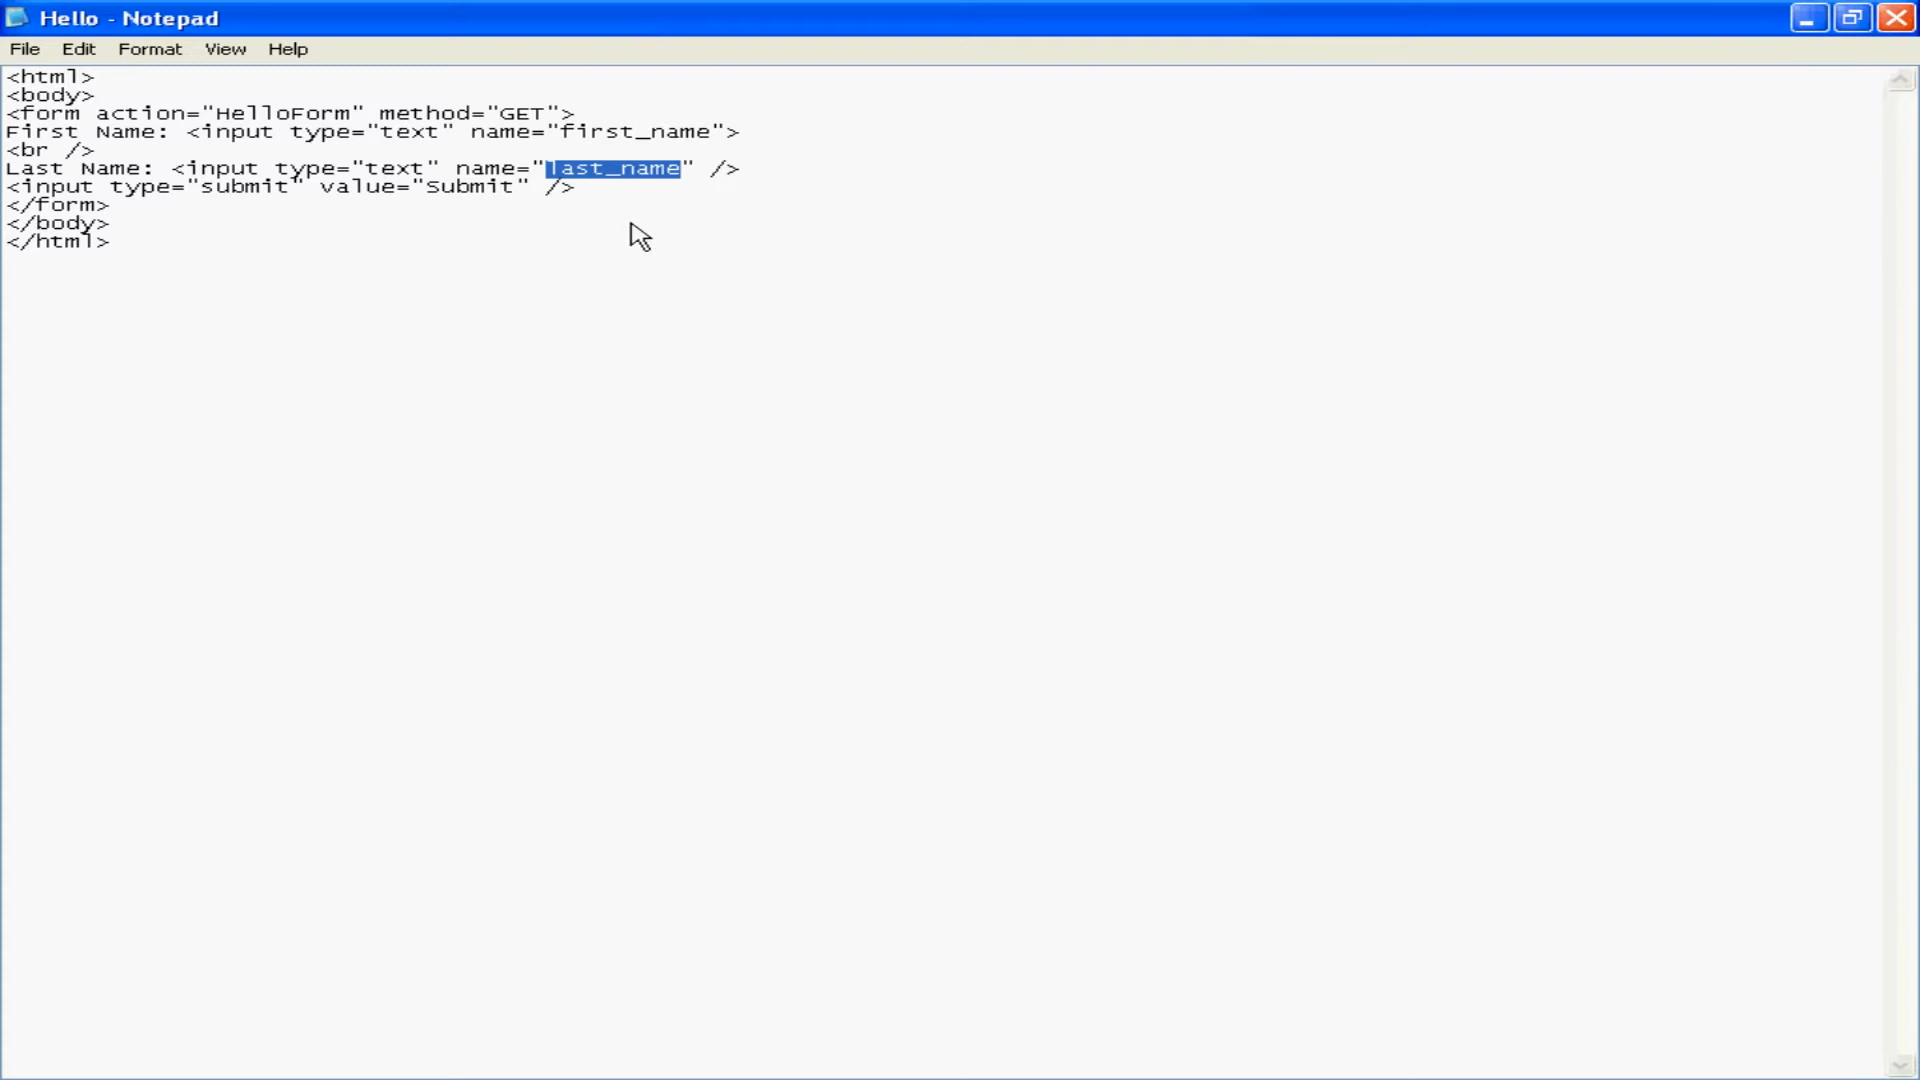 Hello - Notepad
File Edit Format View Help
<html>
<body>
<form action="HelloForm" method="GET">
First Name: <input type="text" name="first_name">
<br />
Last Name: <input type="text" name="last_name" />
<input type="submit" value="Submit" />
</form>
</body>
</html>